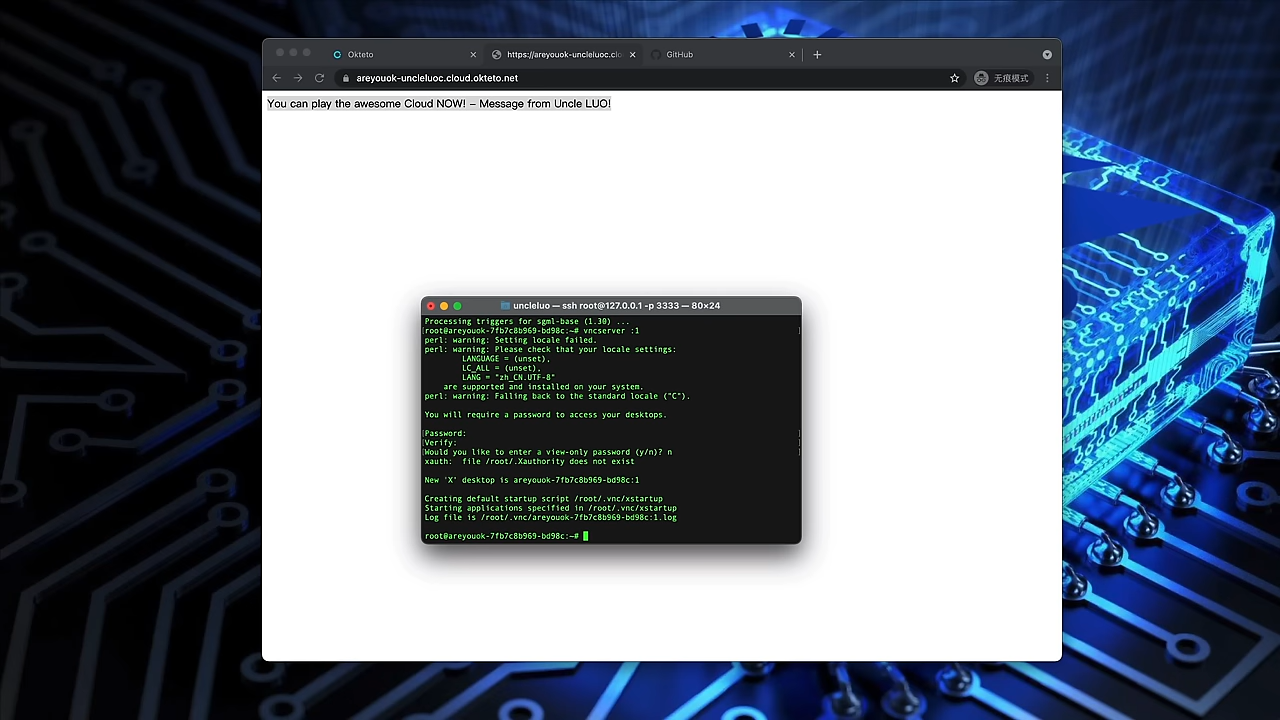 Okteto
https://areyouok-uncleluoc.clo
GitHub
areyouok-uncleluoc.cloud.okteto.net
无痕模式
You can play the awesome Cloud NOW! – Message from Uncle LUO!
uncleluo — ssh root@127.0.0.1 -p 3333 — 80×24
Processing triggers for sgml-base (1.30) ...
[root@areyouok-7fb7c8b969-bd98c:~# vncserver :1 ]
perl: warning: Setting locale failed.
perl: warning: Please check that your locale settings:
LANGUAGE = (unset),
LC_ALL = (unset),
LANG = "zh_CN.UTF-8"
are supported and installed on your system.
perl: warning: Falling back to the standard locale ("C").
You will require a password to access your desktops.
[Password: ]
[Verify: ]
[Would you like to enter a view-only password (y/n)? n ]
xauth:  file /root/.Xauthority does not exist
New 'X' desktop is areyouok-7fb7c8b969-bd98c:1
Creating default startup script /root/.vnc/xstartup
Starting applications specified in /root/.vnc/xstartup
Log file is /root/.vnc/areyouok-7fb7c8b969-bd98c:1.log
root@areyouok-7fb7c8b969-bd98c:~#